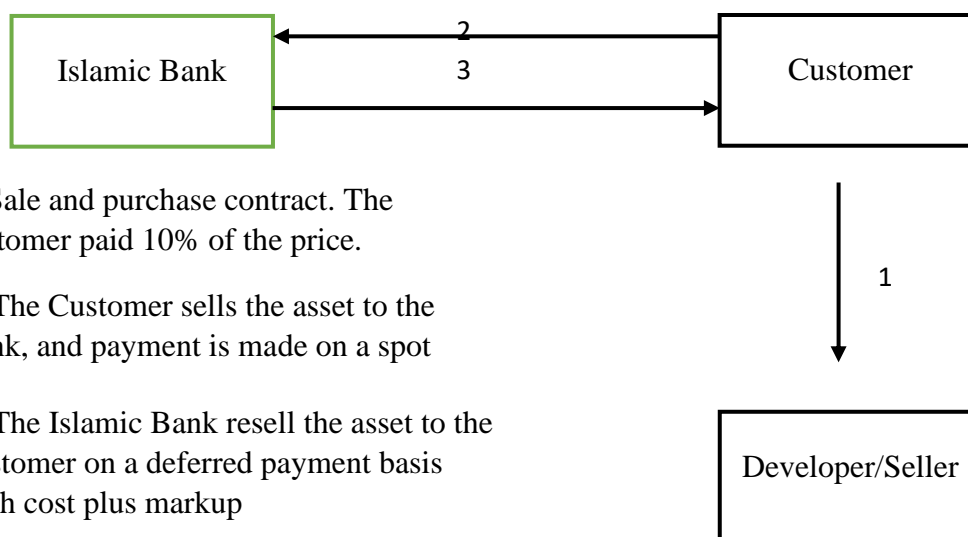 2
Islamic Bank
3
Customer
Sale and purchase contract. The
tomer paid 10% of the price.
1
The Customer sells the asset to the
nk, and payment is made on a spot
The Islamic Bank resell the asset to the
stomer on a deferred payment basis
h cost plus markup
Developer/Seller